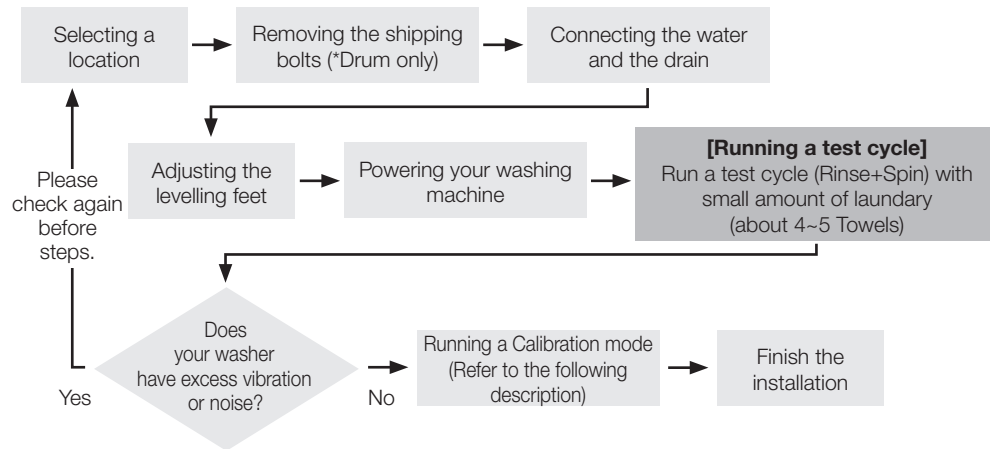 Selecting a
location
Removing the shipping
bolts (*Drum only)
Connecting the water
and the drain
Adjusting the
levelling feet
Powering your washing
machine
[Running a test cycle]
Run a test cycle (Rinse+Spin) with
small amount of laundary
(about 4~5 Towels)
Please
check again
before
steps.
Does
your washer
have excess vibration
or noise?
Yes
No
Running a Calibration mode
(Refer to the following
description)
Finish the
installation